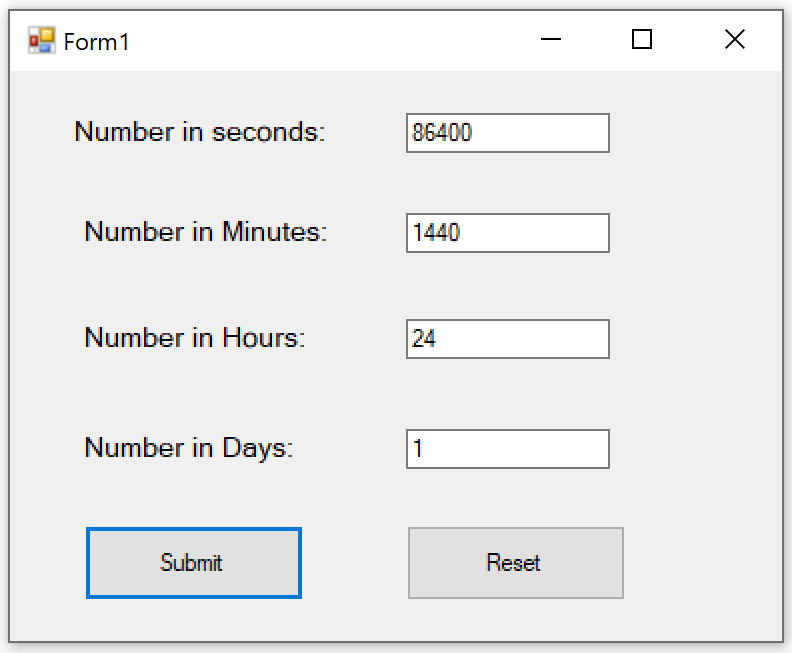 Form1
Number in seconds: 86400
Number in Minutes: 1440
Number in Hours: 24
Number in Days: 1
Submit Reset